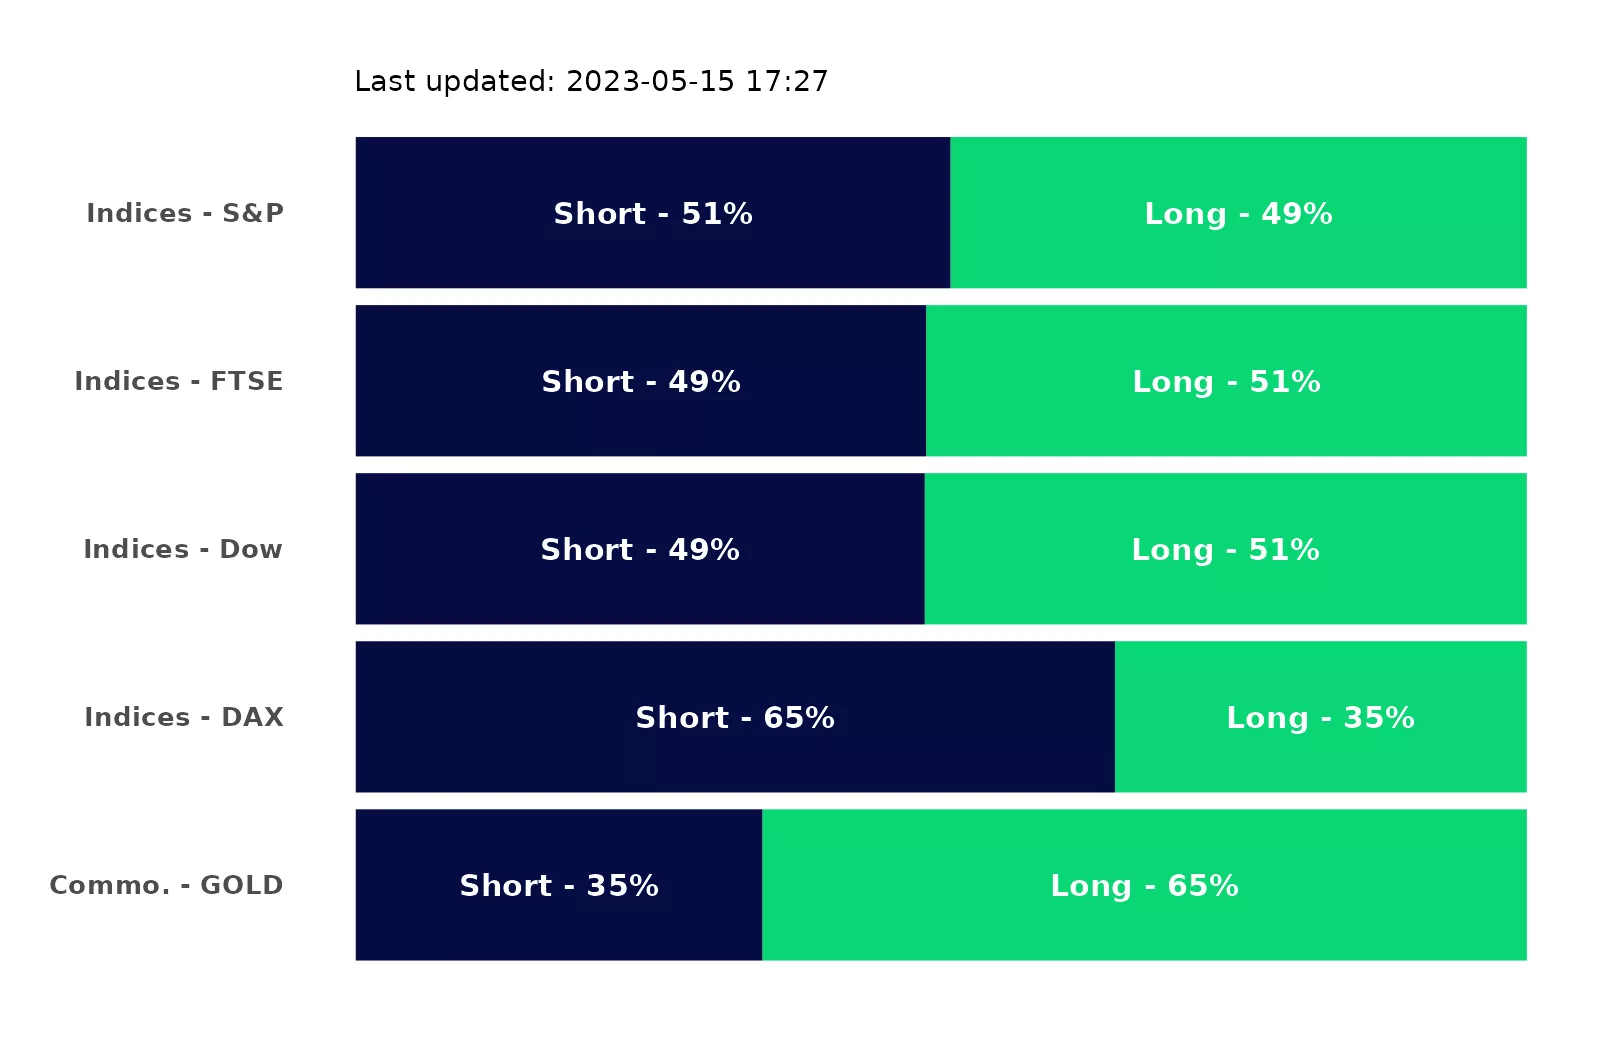 Last updated: 2023-05-15 17:27
Indices - S&P Short - 51% Long - 49%
Indices - FTSE Short - 49% Long - 51%
Indices - Dow Short - 49% Long - 51%
Indices - DAX Short - 65% Long - 35%
Commo. - GOLD Short - 35% Long - 65%